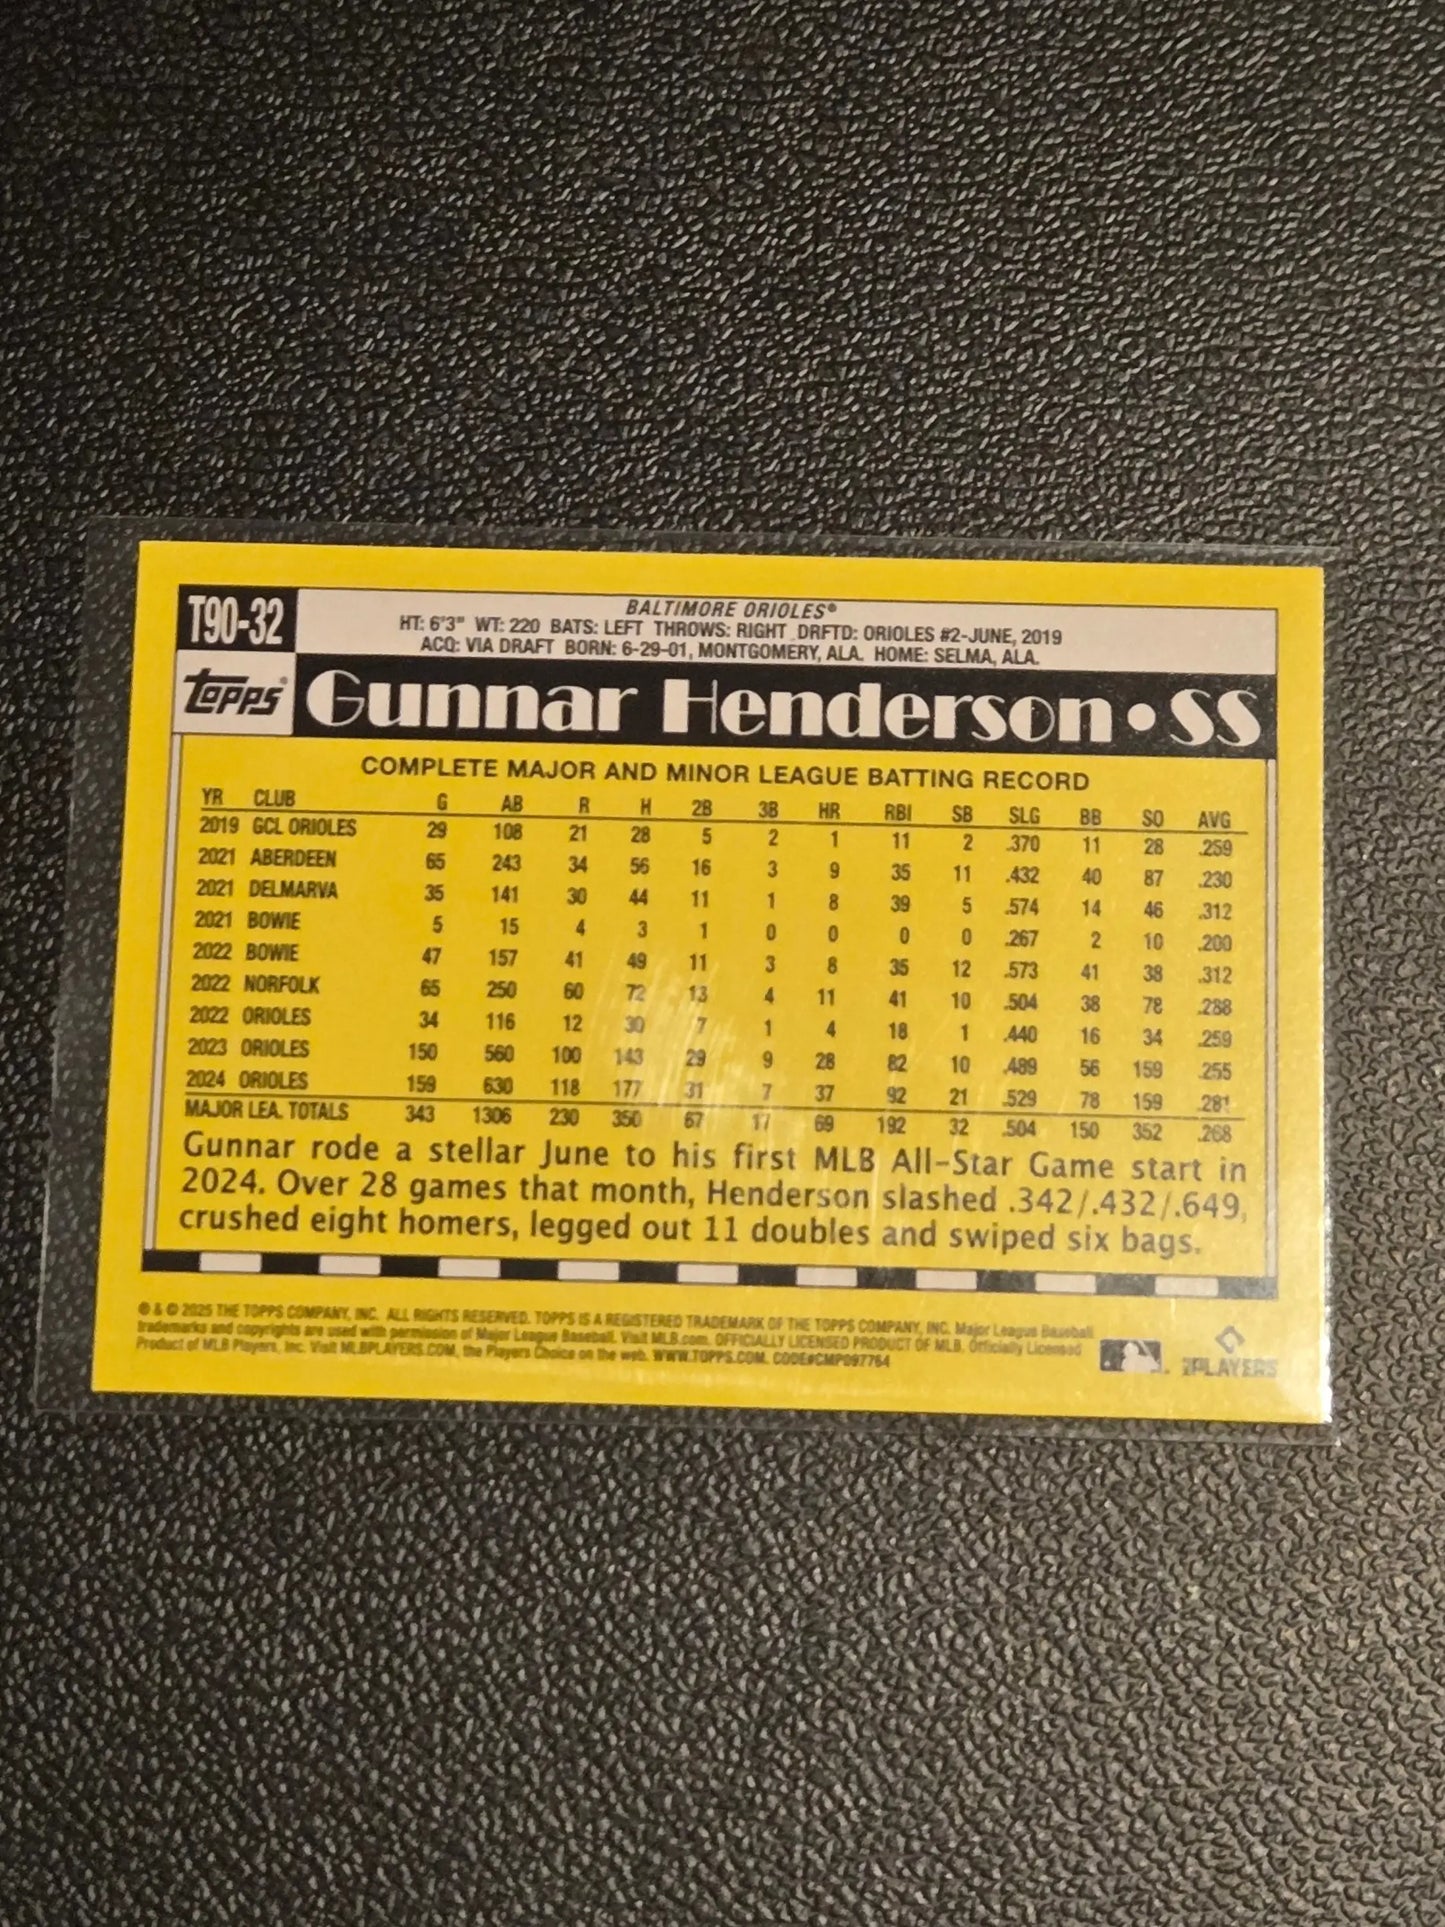 T90-32
BALTIMORE ORIOLES®
HT: 6'3" WT: 220 BATS: LEFT THROWS: RIGHT DRFTD: ORIOLES #2-JUNE, 2019
ACQ: VIA DRAFT BORN: 6-29-01, MONTGOMERY, ALA. HOME: SELMA, ALA.
topps®
Gunnar Henderson • SS
COMPLETE MAJOR AND MINOR LEAGUE BATTING RECORD
YR CLUB G AB R H 2B 3B HR RBI SB SLG BB SO AVG
2019 GCL ORIOLES 29 108 21 28 5 2 1 11 2 .370 11 28 .259
2021 ABERDEEN 65 243 34 56 16 3 9 35 11 .432 40 87 .230
2021 DELMARVA 35 141 30 44 11 1 8 39 5 .574 14 46 .312
2021 BOWIE 5 15 4 3 1 0 0 0 0 .267 2 10 .200
2022 BOWIE 47 157 41 49 11 3 8 35 12 .573 41 38 .312
2022 NORFOLK 65 250 60 72 13 4 11 41 10 .504 38 78 .288
2022 ORIOLES 34 116 12 30 7 1 4 18 1 .440 16 34 .259
2023 ORIOLES 150 560 100 143 29 9 28 82 10 .489 56 159 .255
2024 ORIOLES 159 630 118 177 31 7 37 92 21 .529 78 159 .281
MAJOR LEA. TOTALS 343 1306 230 350 67 17 69 192 32 .504 150 352 .268
Gunnar rode a stellar June to his first MLB All-Star Game start in
2024. Over 28 games that month, Henderson slashed .342/.432/.649,
crushed eight homers, legged out 11 doubles and swiped six bags.
® & © 2025 THE TOPPS COMPANY, INC. ALL RIGHTS RESERVED. TOPPS IS A REGISTERED TRADEMARK OF THE TOPPS COMPANY, INC. Major League Baseball
trademarks and copyrights are used with permission of Major League Baseball. Visit MLB.com. OFFICIALLY LICENSED PRODUCT OF MLB. Officially Licensed
Product of MLB Players, Inc. Visit MLBPLAYERS.COM, the Players Choice on the web. WWW.TOPPS.COM. CODE#CMP097764
PLAYERS